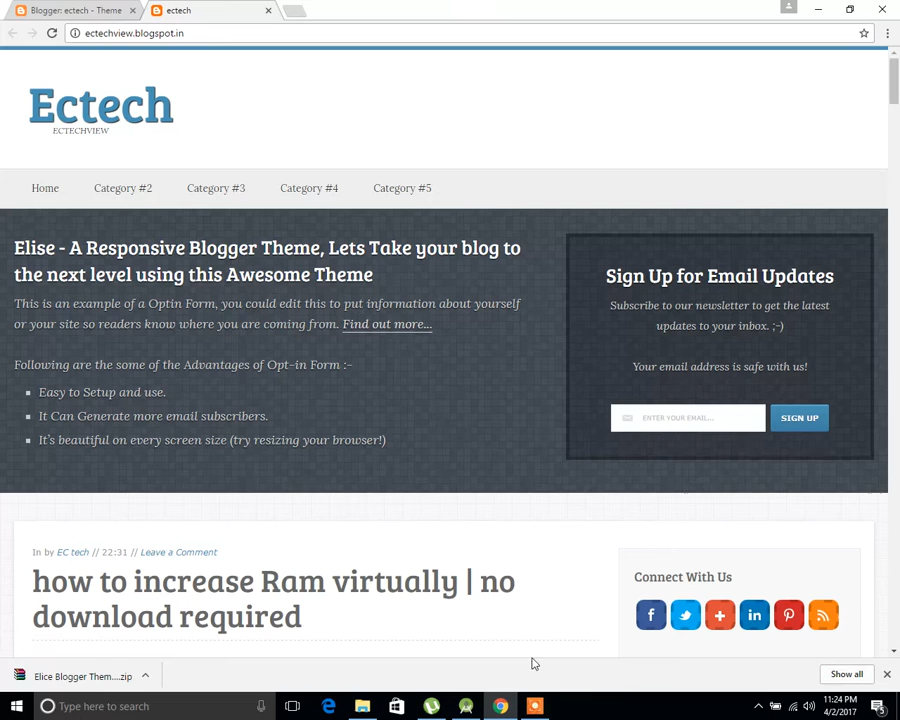 Blogger: ectech - Theme
ectech
ectechview.blogspot.in
Ectech
ECTECHVIEW
Home
Category #2
Category #3
Category #4
Category #5
Elise - A Responsive Blogger Theme, Lets Take your blog to
the next level using this Awesome Theme
This is an example of a Optin Form, you could edit this to put information about yourself
or your site so readers know where you are coming from. Find out more...
Following are the some of the Advantages of Opt-in Form :-
Easy to Setup and use.
It Can Generate more email subscribers.
It's beautiful on every screen size (try resizing your browser!)
Sign Up for Email Updates
Subscribe to our newsletter to get the latest
updates to your inbox. ;-)
Your email address is safe with us!
ENTER YOUR EMAIL...
SIGN UP
In by EC tech // 22:31 // Leave a Comment
how to increase Ram virtually | no
download required
Connect With Us
Elice Blogger Them....zip
Show all
Type here to search
11:24 PM
4/2/2017
5